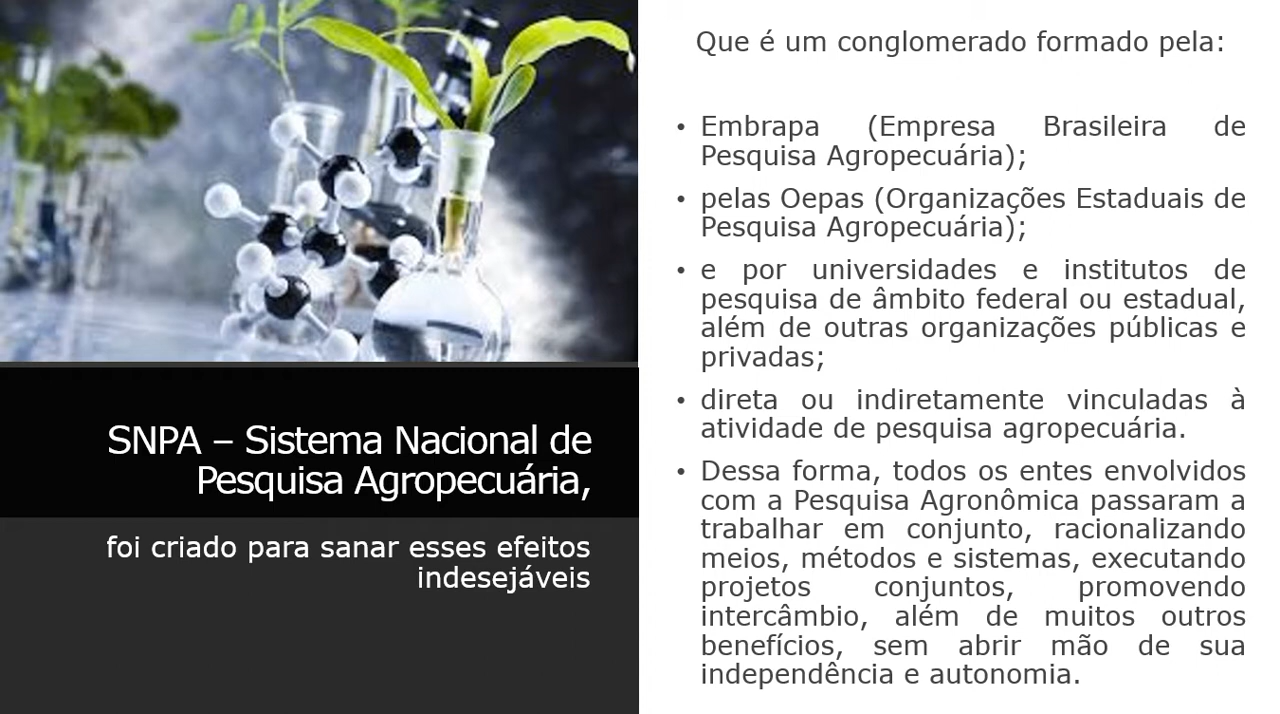 SNPA – Sistema Nacional de
Pesquisa Agropecuária,
foi criado para sanar esses efeitos
indesejáveis
Que é um conglomerado formado pela:
• Embrapa (Empresa Brasileira de
Pesquisa Agropecuária);
• pelas Oepas (Organizações Estaduais de
Pesquisa Agropecuária);
• e por universidades e institutos de
pesquisa de âmbito federal ou estadual,
além de outras organizações públicas e
privadas;
• direta ou indiretamente vinculadas à
atividade de pesquisa agropecuária.
• Dessa forma, todos os entes envolvidos
com a Pesquisa Agronômica passaram a
trabalhar em conjunto, racionalizando
meios, métodos e sistemas, executando
projetos conjuntos, promovendo
intercâmbio, além de muitos outros
benefícios, sem abrir mão de sua
independência e autonomia.